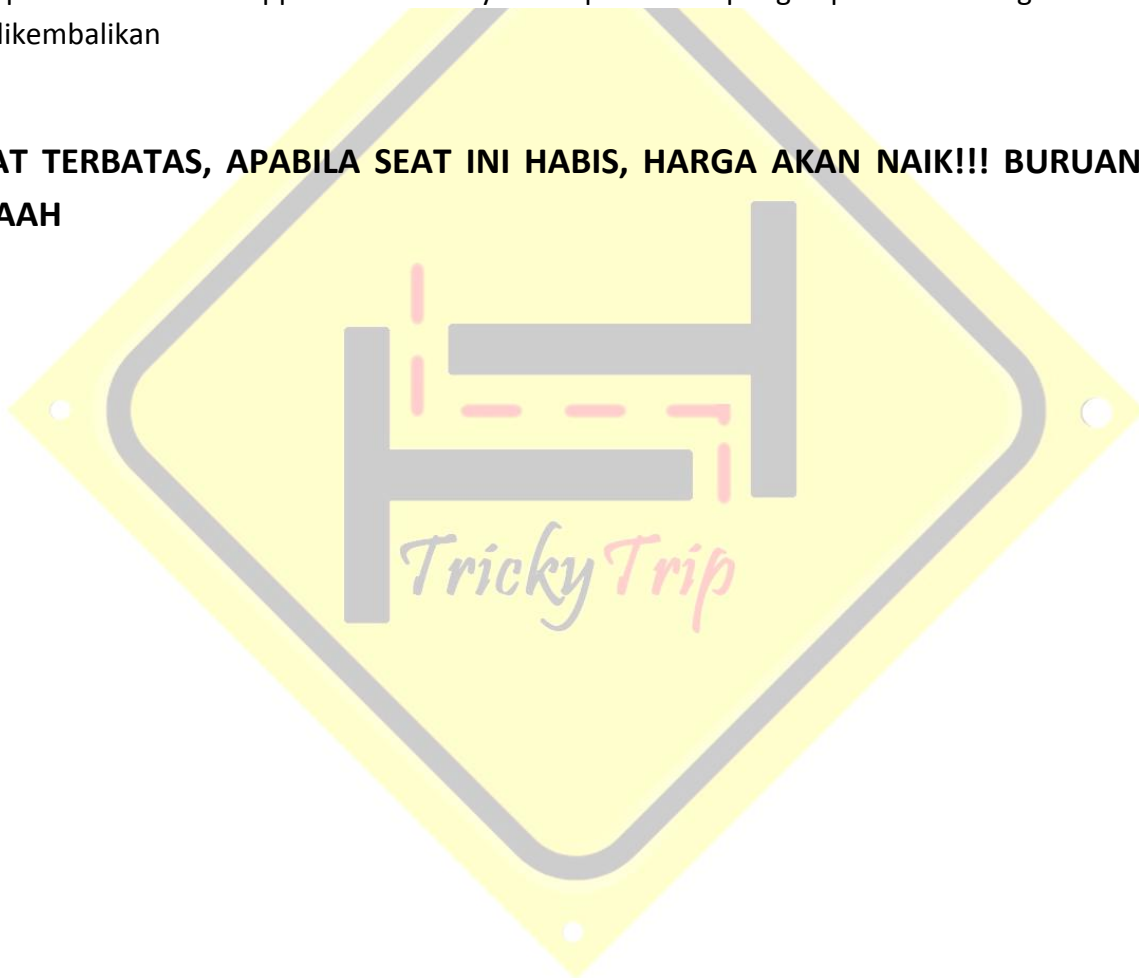 dikembalikan
AT TERBATAS, APABILA SEAT INI HABIS, HARGA AKAN NAIK!!! BURUAN
AAH
TrickyTrip